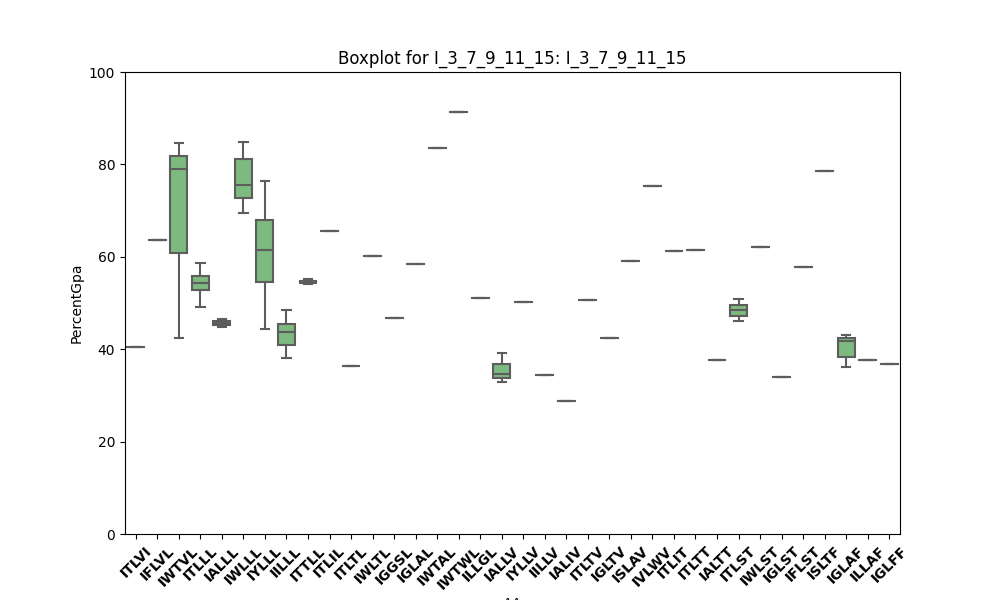 Boxplot for I_3_7_9_11_15: I_3_7_9_11_15
100
80
60
40
20
0
PercentGpa
ITLVI
IFLVL
IWTVL
ITLLL
IALLL
IWLLL
IYLLL
IILLL
ITTLL
ITLIL
ITLTL
IWLTL
IGGSL
IGLAL
IWTAL
IWTWL
ILLGL
IALLV
IYLLV
IILLV
IALIV
ITLTV
IGLTV
ISLAV
IVLWV
ITLIT
ITLTT
IALTT
ITLST
IWLST
IGLST
IFLST
ISLTF
IGLAF
ILLAF
IGLFF